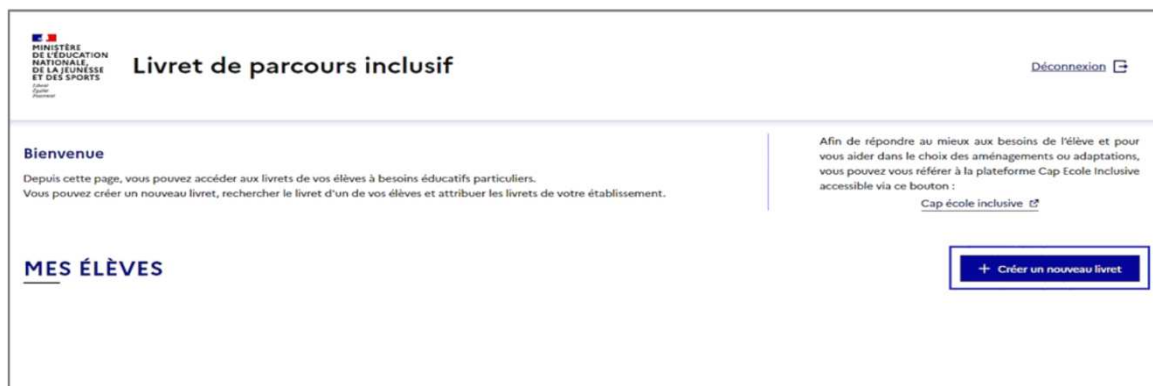 MINISTÈRE
DE L'ÉDUCATION
NATIONALE,
DE LA JEUNESSE
ET DES SPORTS
Liberté
Égalité
Fraternité
Livret de parcours inclusif
Déconnexion
Bienvenue
Depuis cette page, vous pouvez accéder aux livrets de vos élèves à besoins éducatifs particuliers.
Vous pouvez créer un nouveau livret, rechercher le livret d'un de vos élèves et attribuer les livrets de votre établissement.
Afin de répondre au mieux aux besoins de l'élève et pour
vous aider dans le choix des aménagements ou adaptations,
vous pouvez vous référer à la plateforme Cap Ecole Inclusive
accessible via ce bouton :
Cap école inclusive
MES ÉLÈVES
+ Créer un nouveau livret